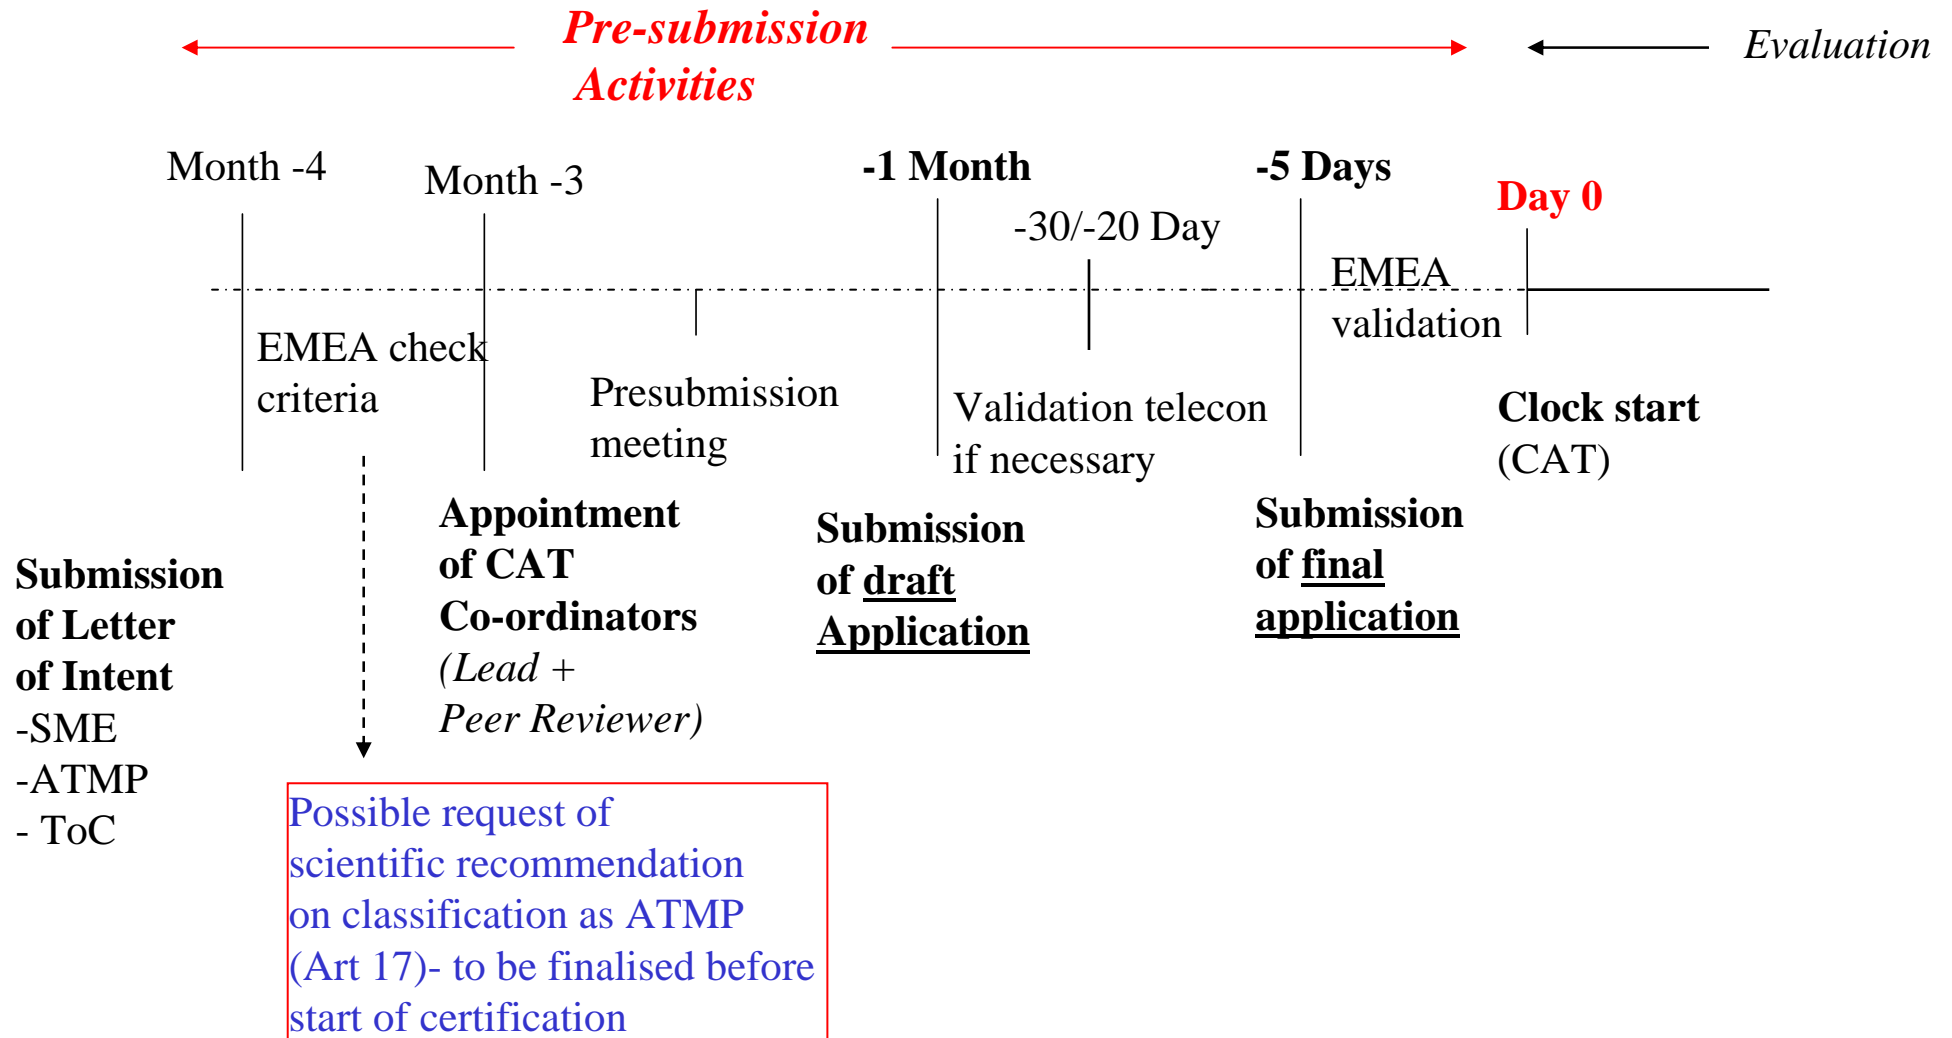 Pre-submission
Activities
Evaluation
Month -4
Month -3
-1 Month
-30/-20 Day
-5 Days
Day 0
EMEA check
criteria
Presubmission
meeting
Validation telecon
if necessary
EMEA
validation
Clock start
(CAT)
Submission
of Letter
of Intent
-SME
-ATMP
- ToC
Appointment
of CAT
Co-ordinators
(Lead +
Peer Reviewer)
Submission
of draft
Application
Submission
of final
application
Possible request of
scientific recommendation
on classification as ATMP
(Art 17)- to be finalised before
start of certification